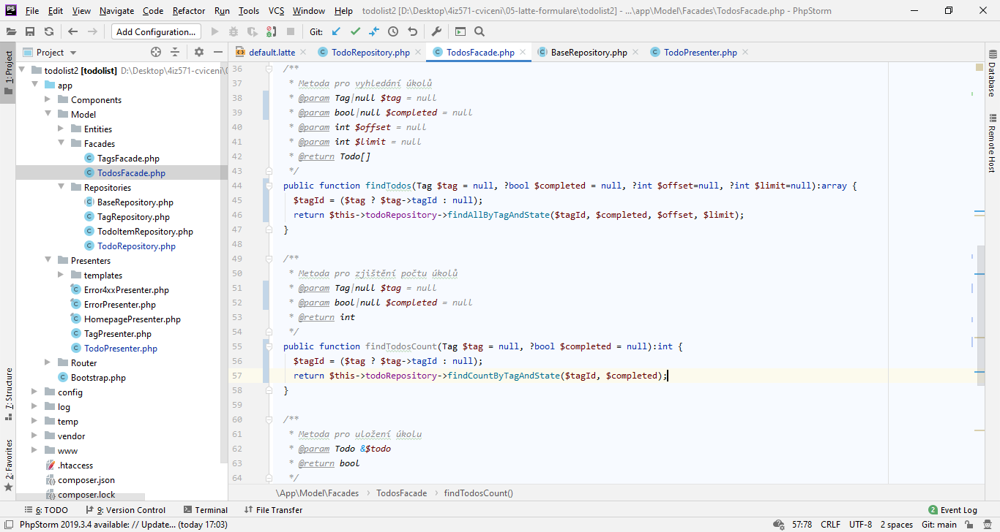 File Edit View Navigate Code Refactor Run Tools VCS Window Help todolist2 [D:\Desktop\4iz571-cviceni\05-latte-formulare\todolist2] - ...\app\Model\Facades\TodosFacade.php - PhpStorm
Add Configuration... Git:
Project
default.latte TodoRepository.php TodosFacade.php BaseRepository.php TodoPresenter.php
1: Project
7: Structure
2: Favorites
todolist2 [todolist] D:\Desktop\4iz571-cviceni\0
app
Components
Model
Entities
Facades
TagsFacade.php
TodosFacade.php
Repositories
BaseRepository.php
TagRepository.php
TodoItemRepository.php
TodoRepository.php
Presenters
templates
Error4xxPresenter.php
ErrorPresenter.php
HomepagePresenter.php
TagPresenter.php
TodoPresenter.php
Router
Bootstrap.php
config
log
temp
vendor
www
.htaccess
composer.json
composer.lock
36 /**
37 * Metoda pro vyhledání úkolů
38 * @param Tag|null $tag = null
39 * @param bool|null $completed = null
40 * @param int $offset = null
41 * @param int $limit = null
42 * @return Todo[]
43 */
44 public function findTodos(Tag $tag = null, ?bool $completed = null, ?int $offset=null, ?int $limit=null):array {
45 $tagId = ($tag ? $tag->tagId : null);
46 return $this->todoRepository->findAllByTagAndState($tagId, $completed, $offset, $limit);
47 }
48
49 /**
50 * Metoda pro zjištění počtu úkolů
51 * @param Tag|null $tag = null
52 * @param bool|null $completed = null
53 * @return int
54 */
55 public function findTodosCount(Tag $tag = null, ?bool $completed = null):int {
56 $tagId = ($tag ? $tag->tagId : null);
57 return $this->todoRepository->findCountByTagAndState($tagId, $completed);
58 }
59
60 /**
61 * Metoda pro uložení úkolu
62 * @param Todo &$todo
63 * @return bool
64 */
\App\Model\Facades › TodosFacade › findTodosCount()
Database
Remote Host
6: TODO 9: Version Control Terminal File Transfer 2 Event Log
PhpStorm 2019.3.4 available: // Update... (today 17:03) 57:78 CRLF UTF-8 2 spaces Git: main